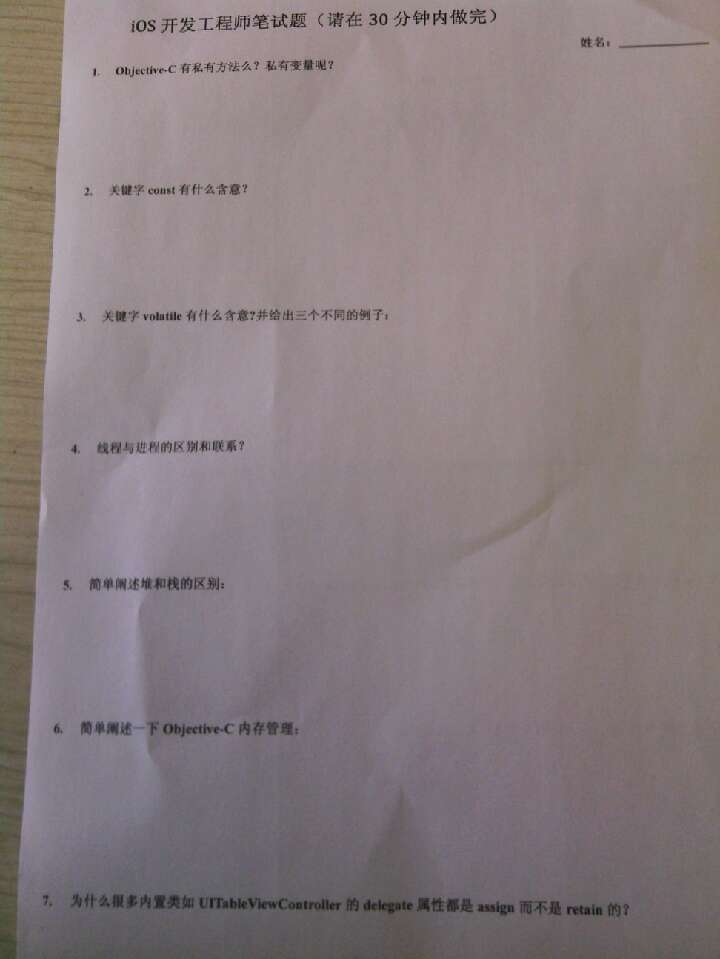 iOS 开发工程师笔试题（请在 30 分钟内做完）
姓名：
1. Objective-C 有私有方法么？私有变量呢？
2. 关键字 const 有什么含意？
3. 关键字 volatile 有什么含意?并给出三个不同的例子：
4. 线程与进程的区别和联系？
5. 简单阐述堆和栈的区别：
6. 简单阐述一下 Objective-C 内存管理：
7. 为什么很多内置类如 UITableViewController 的 delegate 属性都是 assign 而不是 retain 的？